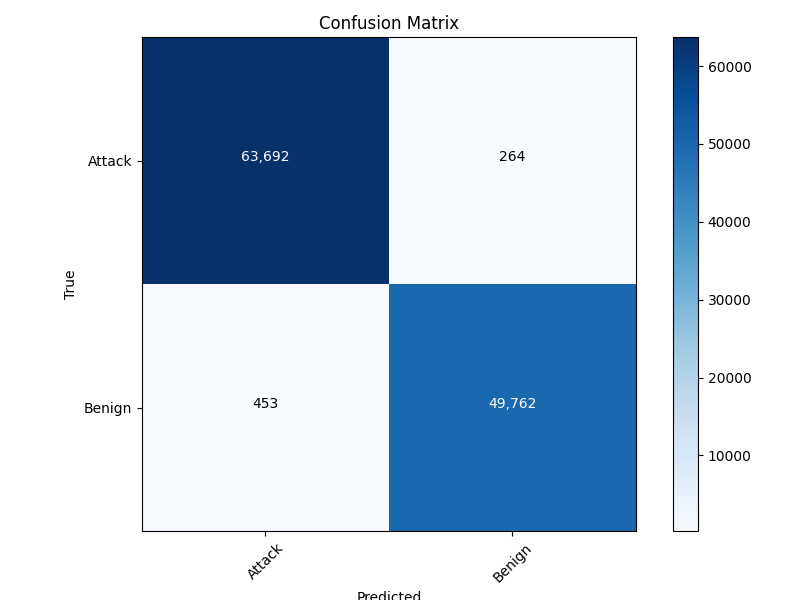 Confusion Matrix
60000
50000
40000
30000
20000
10000
True
Attack
63,692
264
Benign
453
49,762
Attack
Benign
Predicted